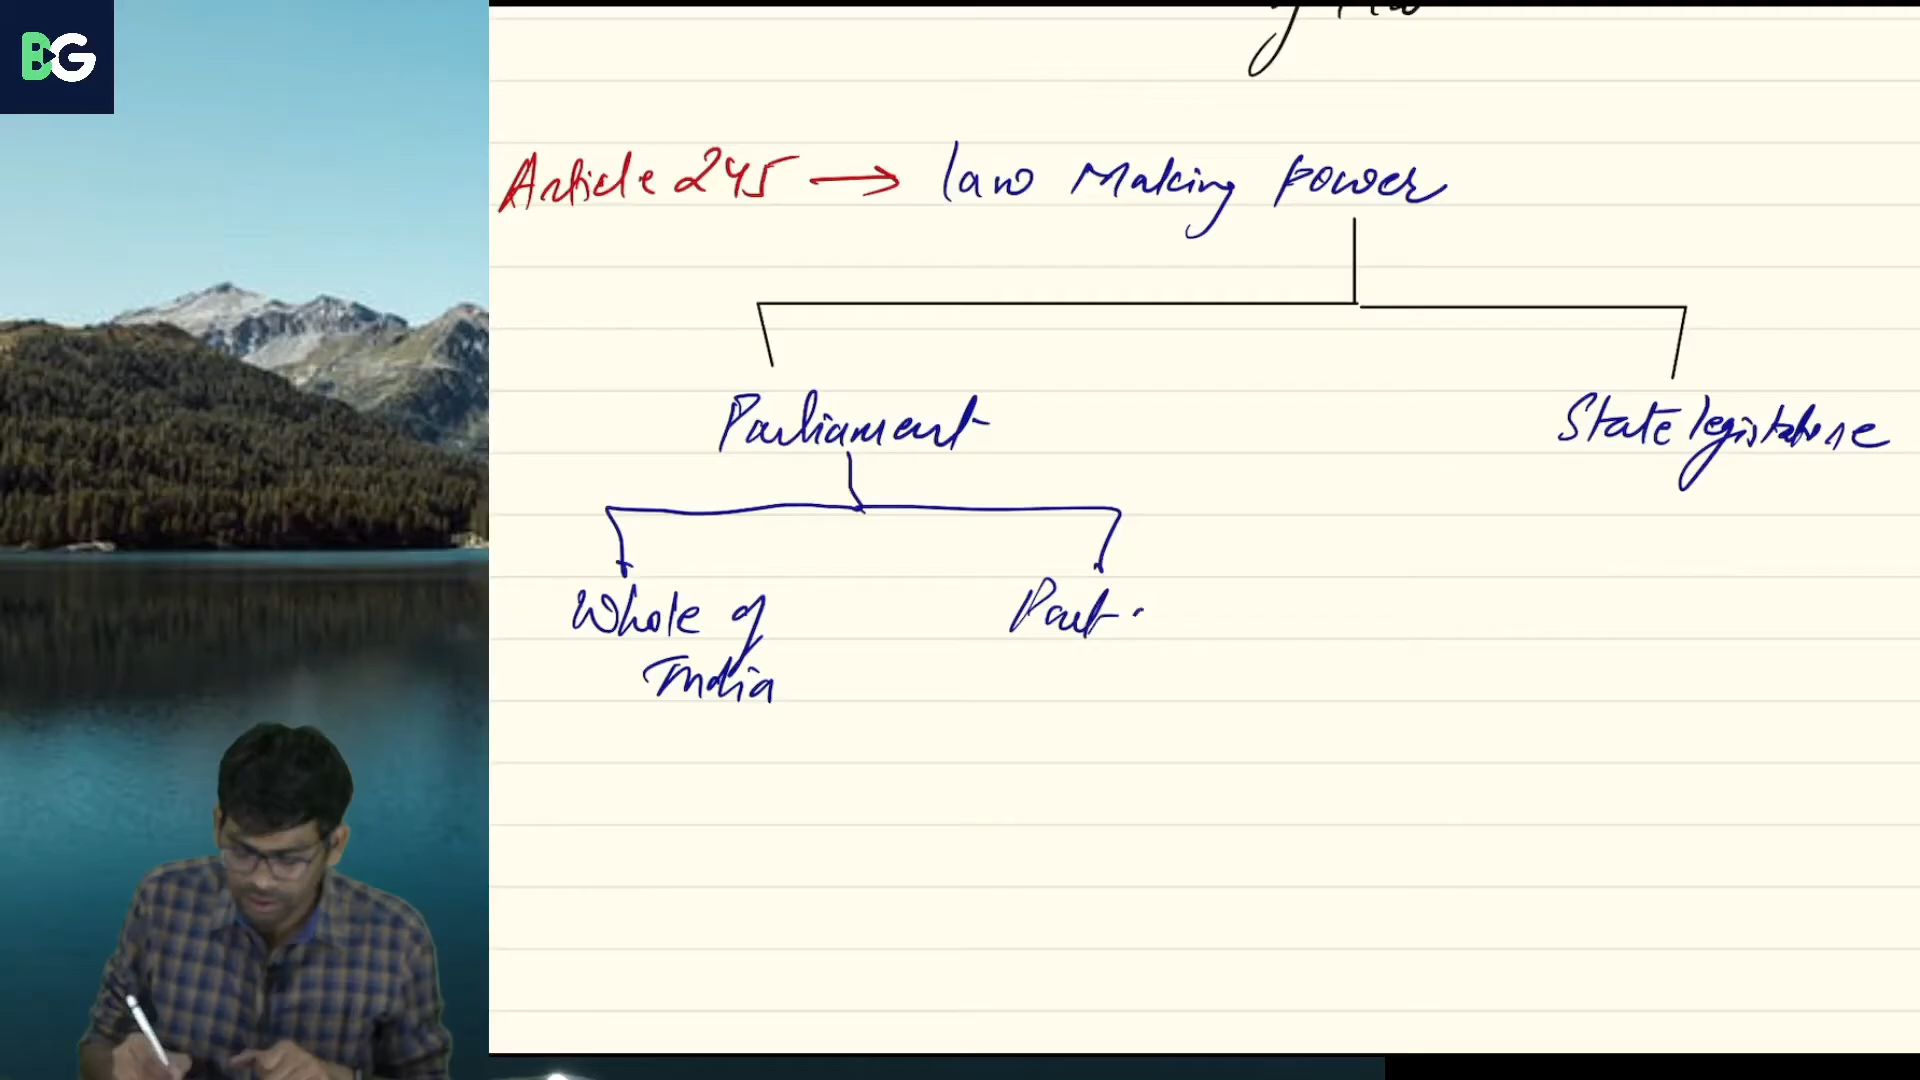 BG
Article 245 → law Making power
Parliament State legislature
Whole of Part
India